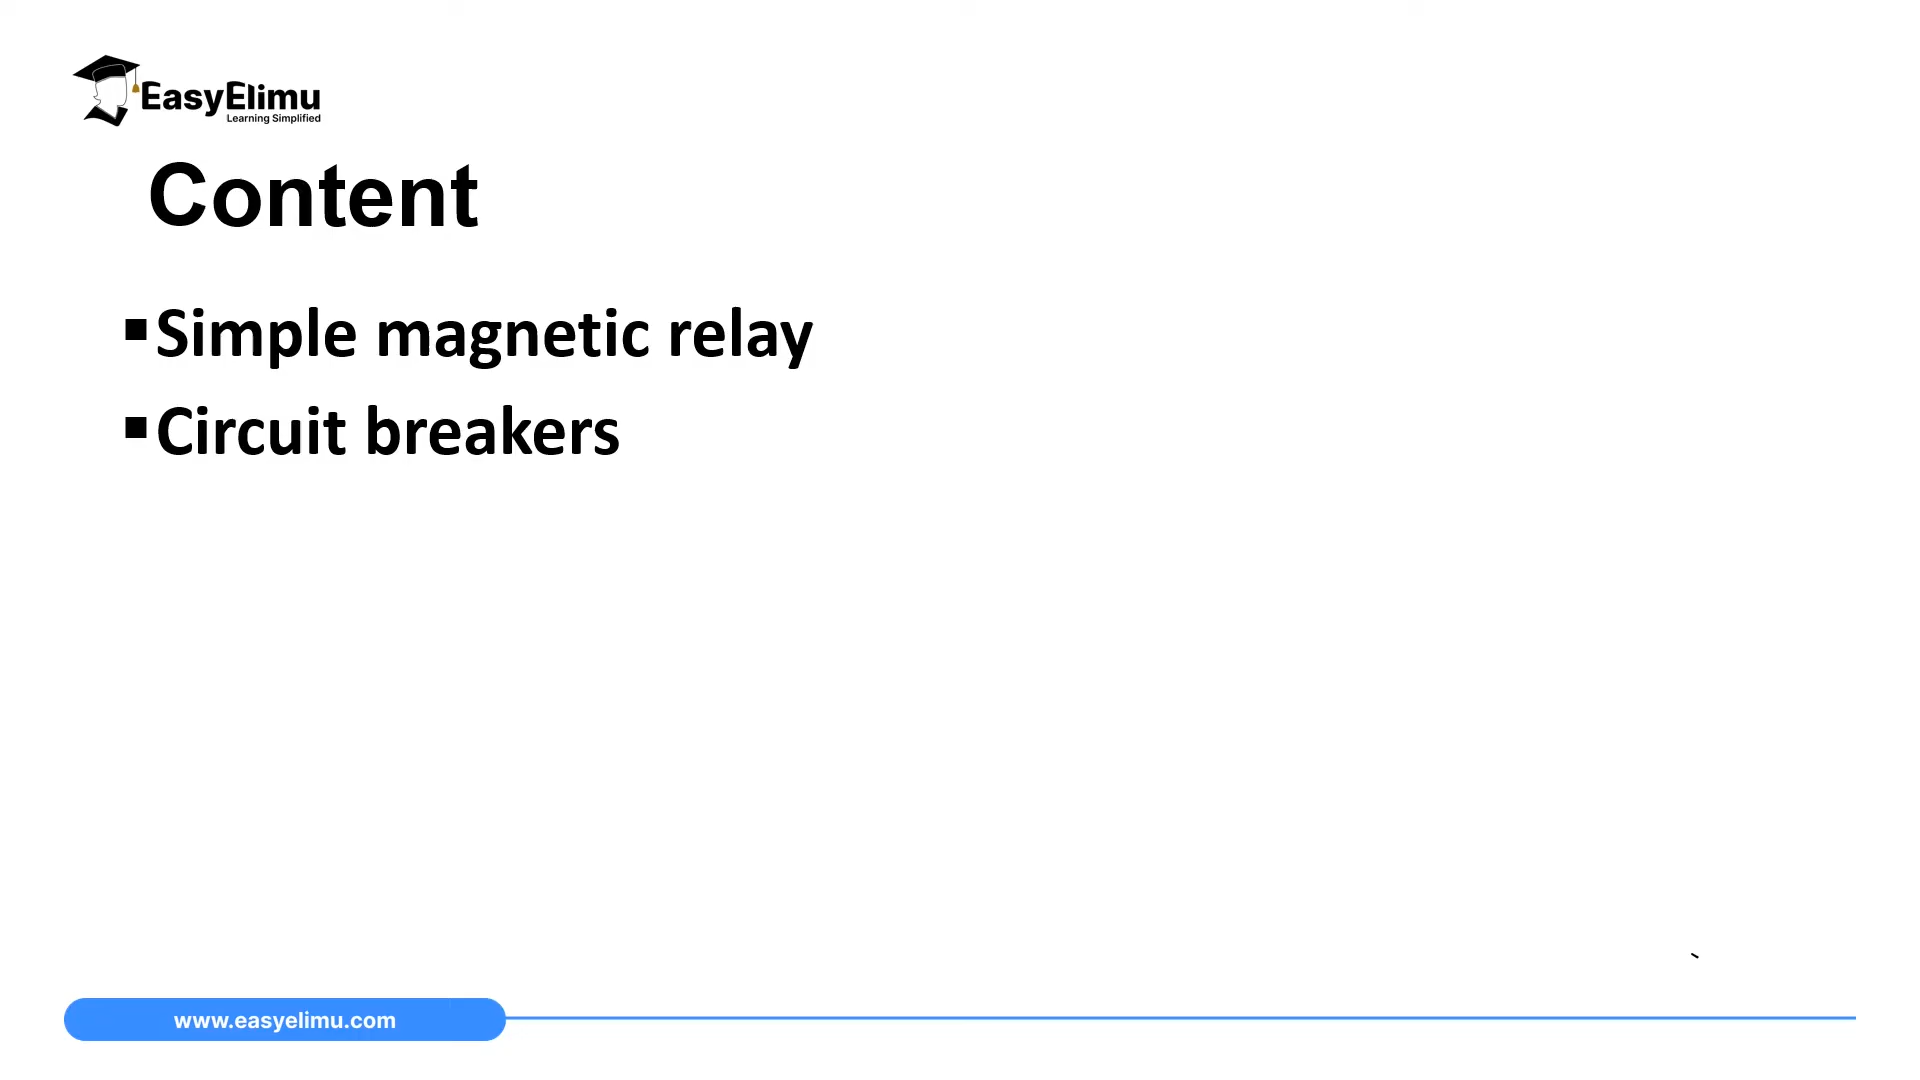 EasyElimu
Learning Simplified
Content
▪Simple magnetic relay
▪Circuit breakers
www.easyelimu.com